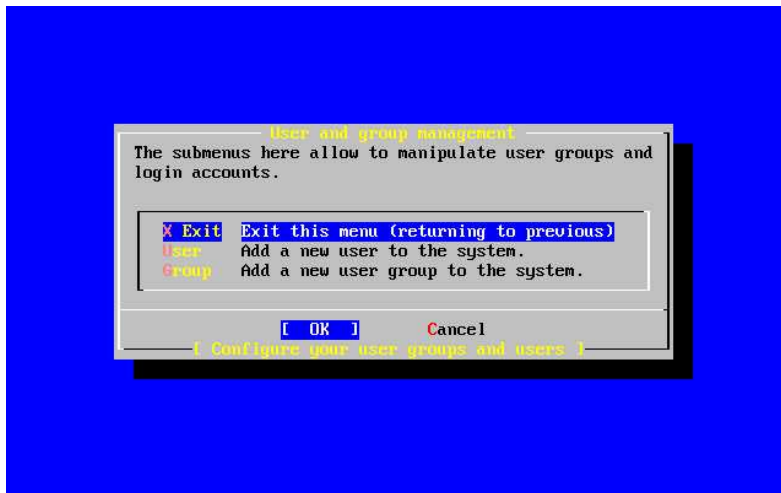 User and group management
The submenus here allow to manipulate user groups and
login accounts.
X Exit Exit this menu (returning to previous)
User Add a new user to the system.
Group Add a new user group to the system.
[ OK ] Cancel
[ Configure your user groups and users ]